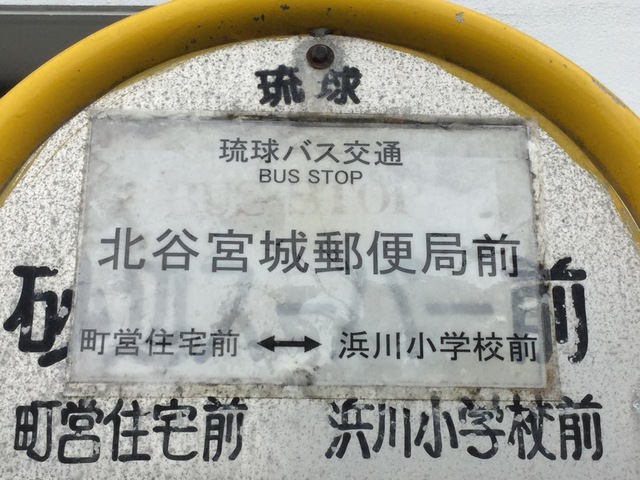 琉球
琉球バス交通
BUS STOP
北谷宮城郵便局前
町営住宅前 ↔ 浜川小学校前
前
町営住宅前 浜川小学校前